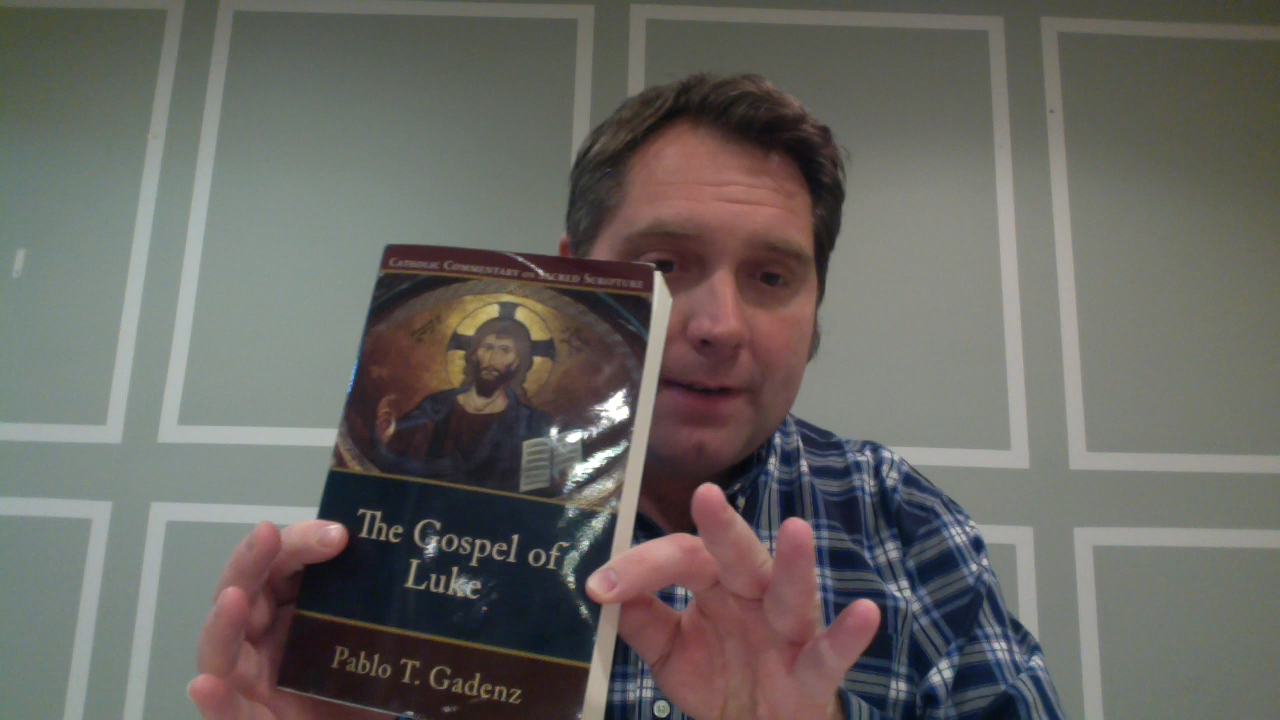 Catholic Commentary on Sacred Scripture
The Gospel of
Luke
Pablo T. Gadenz